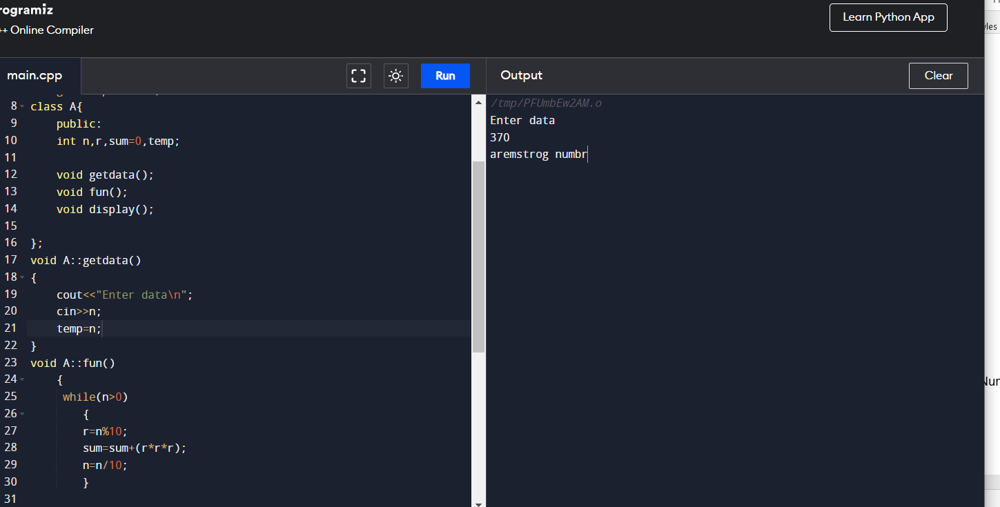 rogramiz
++ Online Compiler
Learn Python App
main.cpp
Run
Output
Clear
8 class A{
9 public:
10 int n,r,sum=0,temp;
11
12 void getdata();
13 void fun();
14 void display();
15
16 };
17 void A::getdata()
18 {
19 cout<<"Enter data\n";
20 cin>>n;
21 temp=n;
22 }
23 void A::fun()
24 {
25 while(n>0)
26 {
27 r=n%10;
28 sum=sum+(r*r*r);
29 n=n/10;
30 }
31
/tmp/PFUmbEw2AM.o
Enter data
370
aremstrog numbr